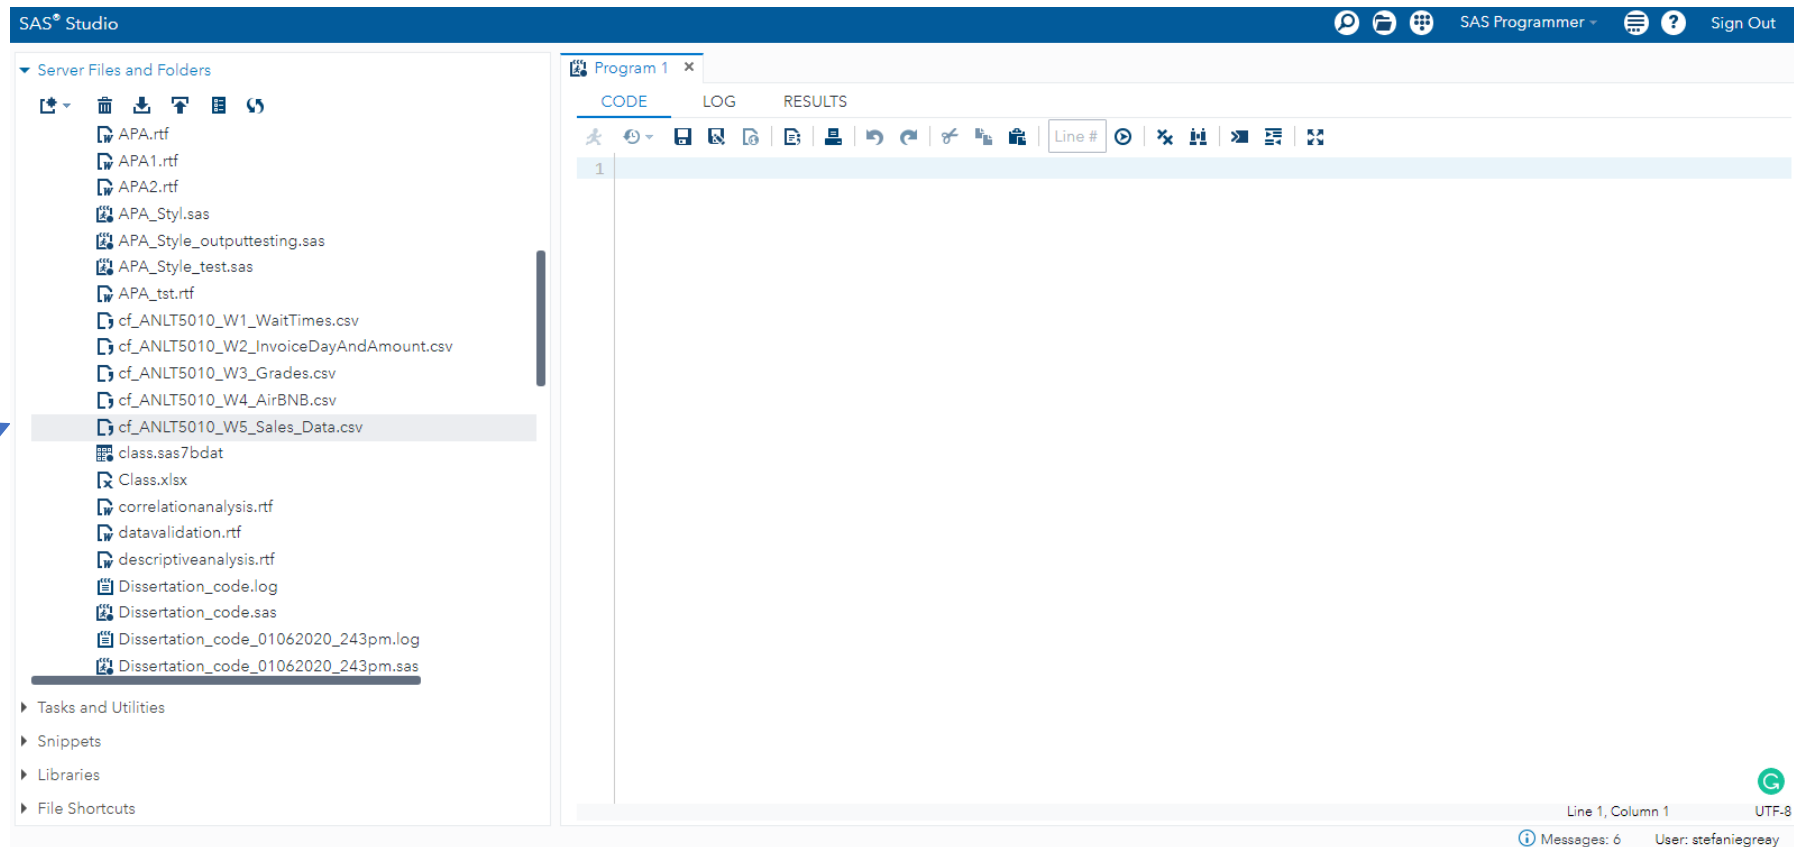 SAS® Studio
SAS Programmer
Sign Out
Server Files and Folders
APA.rtf
APA1.rtf
APA2.rtf
APA_Styl.sas
APA_Style_outputtesting.sas
APA_Style_test.sas
APA_tst.rtf
cf_ANLT5010_W1_WaitTimes.csv
cf_ANLT5010_W2_InvoiceDayAndAmount.csv
cf_ANLT5010_W3_Grades.csv
cf_ANLT5010_W4_AirBNB.csv
cf_ANLT5010_W5_Sales_Data.csv
class.sas7bdat
Class.xlsx
correlationanalysis.rtf
datavalidation.rtf
descriptiveanalysis.rtf
Dissertation_code.log
Dissertation_code.sas
Dissertation_code_01062020_243pm.log
Dissertation_code_01062020_243pm.sas
Tasks and Utilities
Snippets
Libraries
File Shortcuts
Program 1
CODE LOG RESULTS
Line #
1
Line 1, Column 1
UTF-8
Messages: 6
User: stefaniegreay